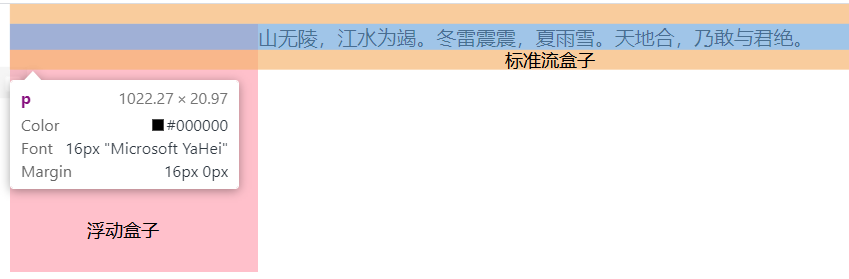 山无陵，江水为竭。冬雷震震，夏雨雪。天地合，乃敢与君绝。
标准流盒子
p 1022.27 × 20.97
Color #000000
Font 16px "Microsoft YaHei"
Margin 16px 0px
浮动盒子